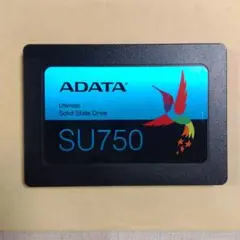 ADATA
Ultimate
Solid State Drive
SU750